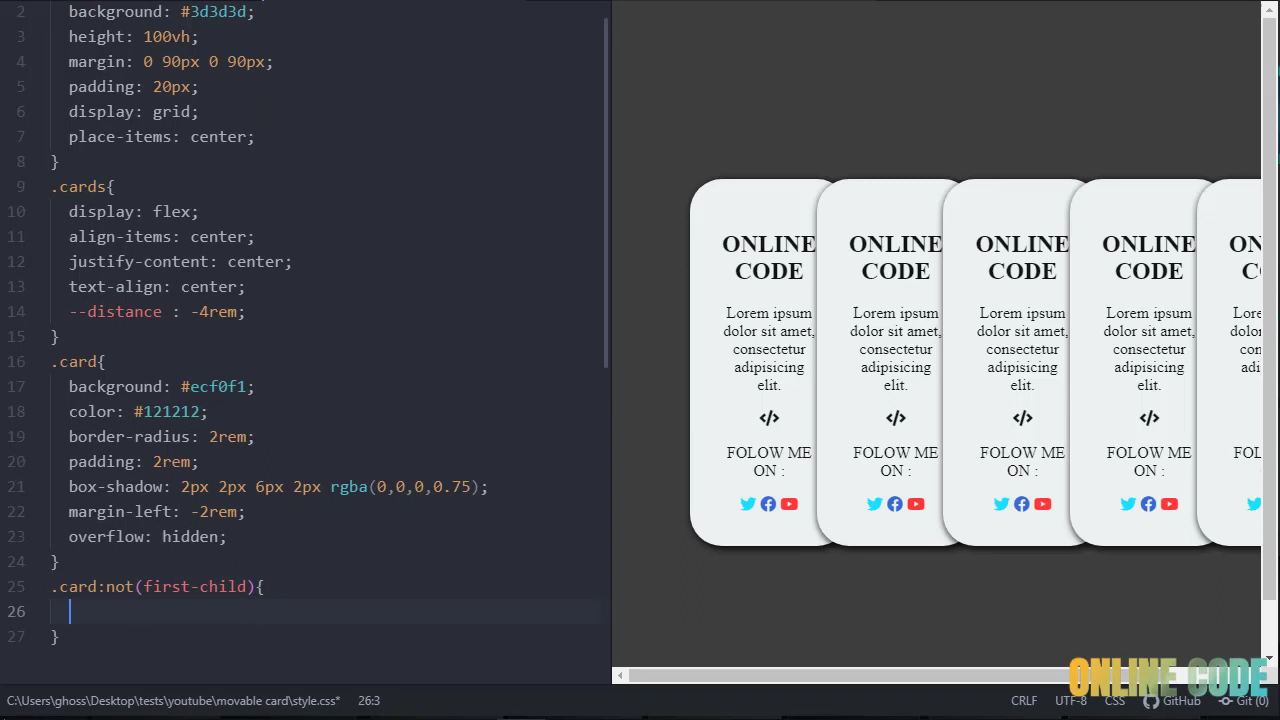 2 background: #3d3d3d;
3 height: 100vh;
4 margin: 0 90px 0 90px;
5 padding: 20px;
6 display: grid;
7 place-items: center;
8 }
9 .cards{
10 display: flex;
11 align-items: center;
12 justify-content: center;
13 text-align: center;
14 --distance : -4rem;
15 }
16 .card{
17 background: #ecf0f1;
18 color: #121212;
19 border-radius: 2rem;
20 padding: 2rem;
21 box-shadow: 2px 2px 6px 2px rgba(0,0,0,0.75);
22 margin-left: -2rem;
23 overflow: hidden;
24 }
25 .card:not(first-child){
26
27 }
ONLINE ONLINE ONLINE ONLINE ON
CODE CODE CODE CODE C
Lorem ipsum Lorem ipsum Lorem ipsum Lorem ipsum Lorem
dolor sit amet, dolor sit amet, dolor sit amet, dolor sit amet, dolor
consectetur consectetur consectetur consectetur cons
adipisicing adipisicing adipisicing adipisicing adip
elit. elit. elit. elit.
</> </> </> </>
FOLOW ME FOLOW ME FOLOW ME FOLOW ME FOL
ON : ON : ON : ON :
ONLINE CODE
C:\Users\ghoss\Desktop\tests\youtube\movable card\style.css* 26:3 CRLF UTF-8 CSS GitHub Git (0)